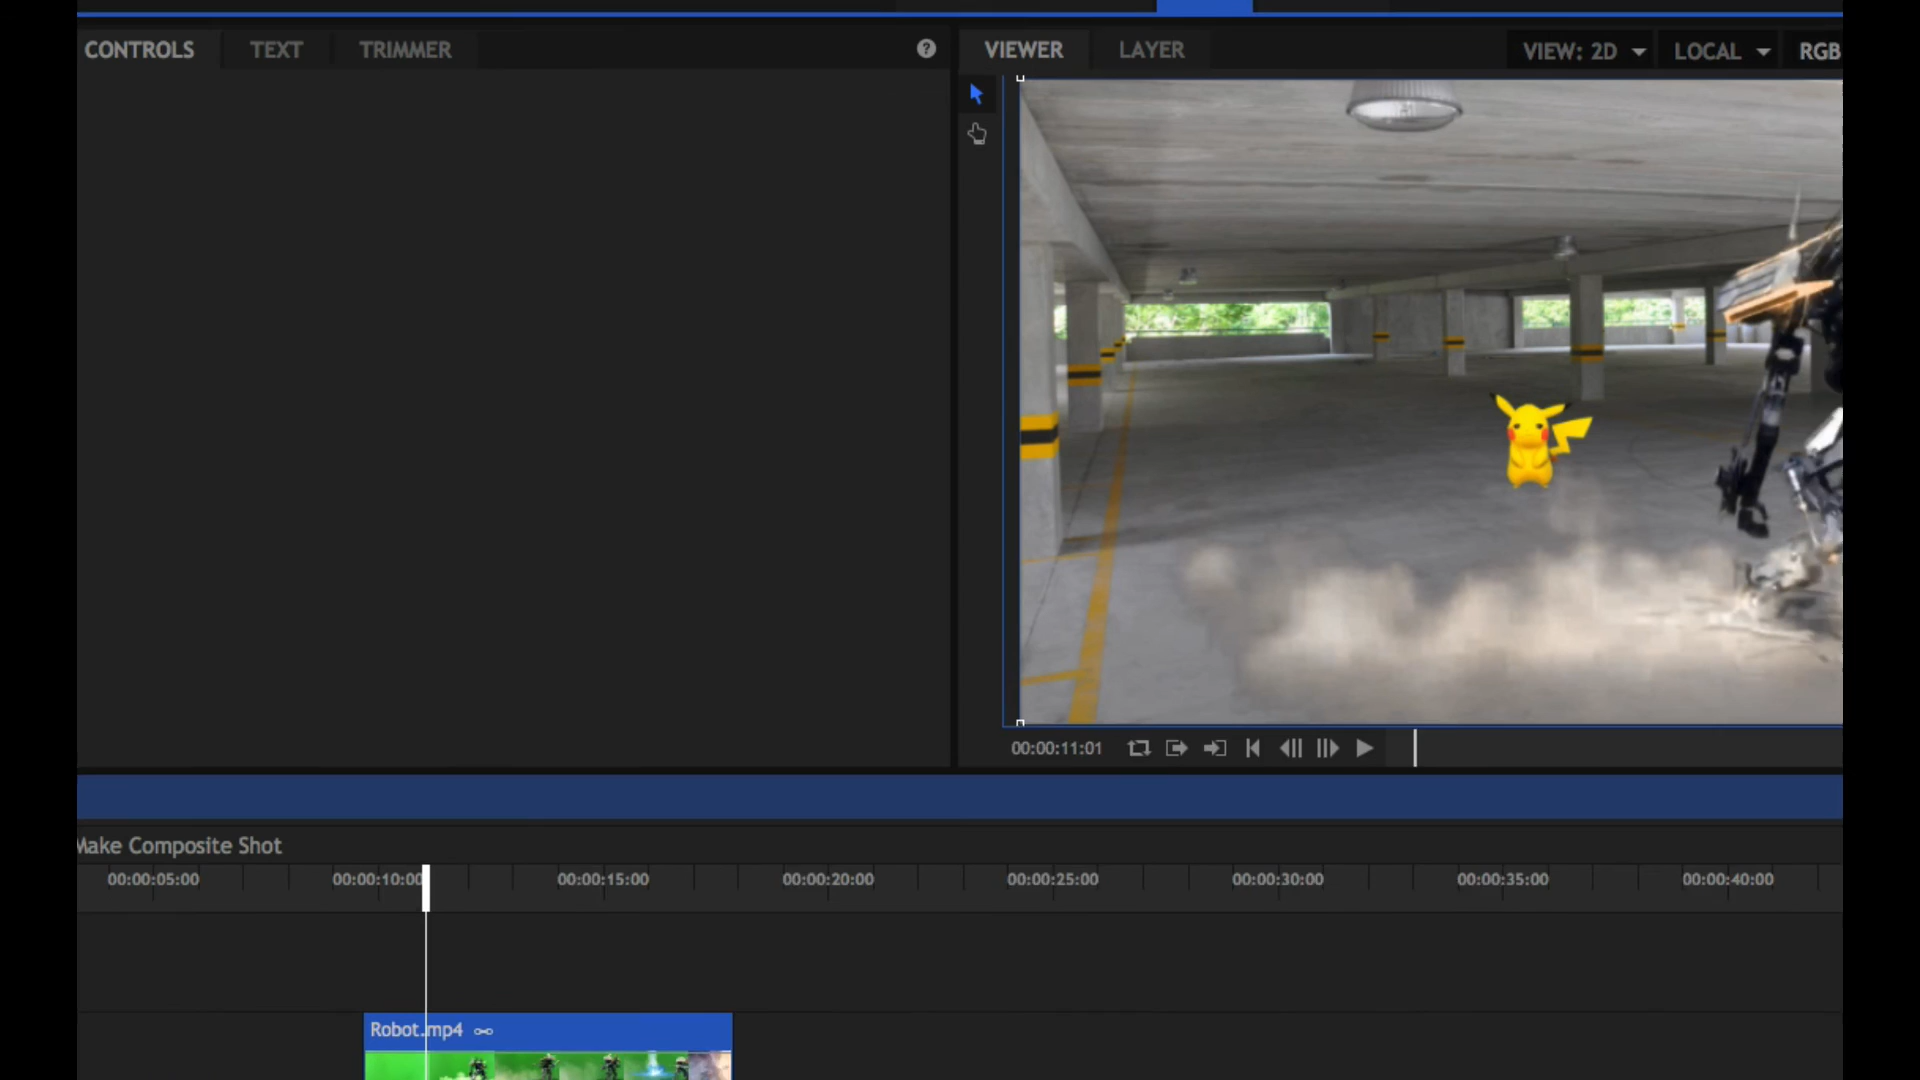 CONTROLS TEXT TRIMMER ?
VIEWER LAYER VIEW: 2D LOCAL RGB
00:00:11:01
Make Composite Shot
00:00:05:00 00:00:10:00 00:00:15:00 00:00:20:00 00:00:25:00 00:00:30:00 00:00:35:00 00:00:40:00
Robot.mp4